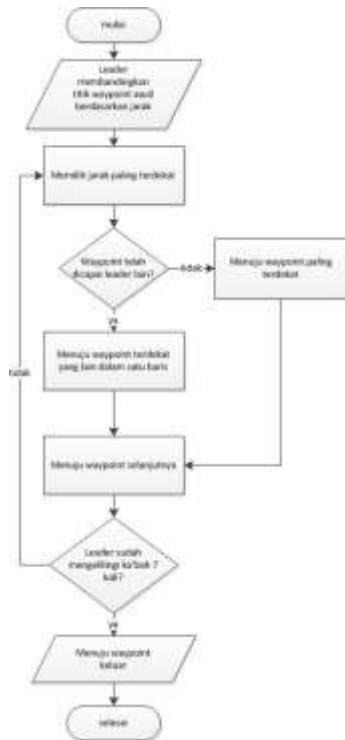 mulai
Leader
membandingkan
titik waypoint awal
berdasarkan jarak
Memilih jarak paling terdekat
Waypoint telah
dicapai leader lain?
tidak
Menuju waypoint paling
terdekat
ya
Menuju waypoint terdekat
yang lain dalam satu baris
tidak
Menuju waypoint selanjutnya
Leader sudah
mengelilingi ka'bah 7
kali?
ya
Menuju waypoint
keluar
selesai